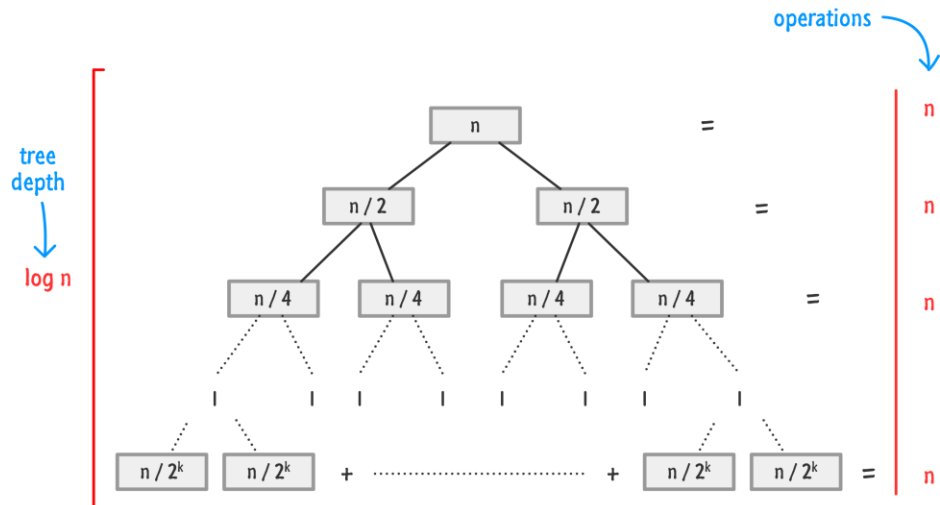 operations
n = n
tree
depth
n / 2 n / 2 = n
log n
n / 4 n / 4 n / 4 n / 4 = n
n / 2ᵏ n / 2ᵏ + + n / 2ᵏ n / 2ᵏ = n